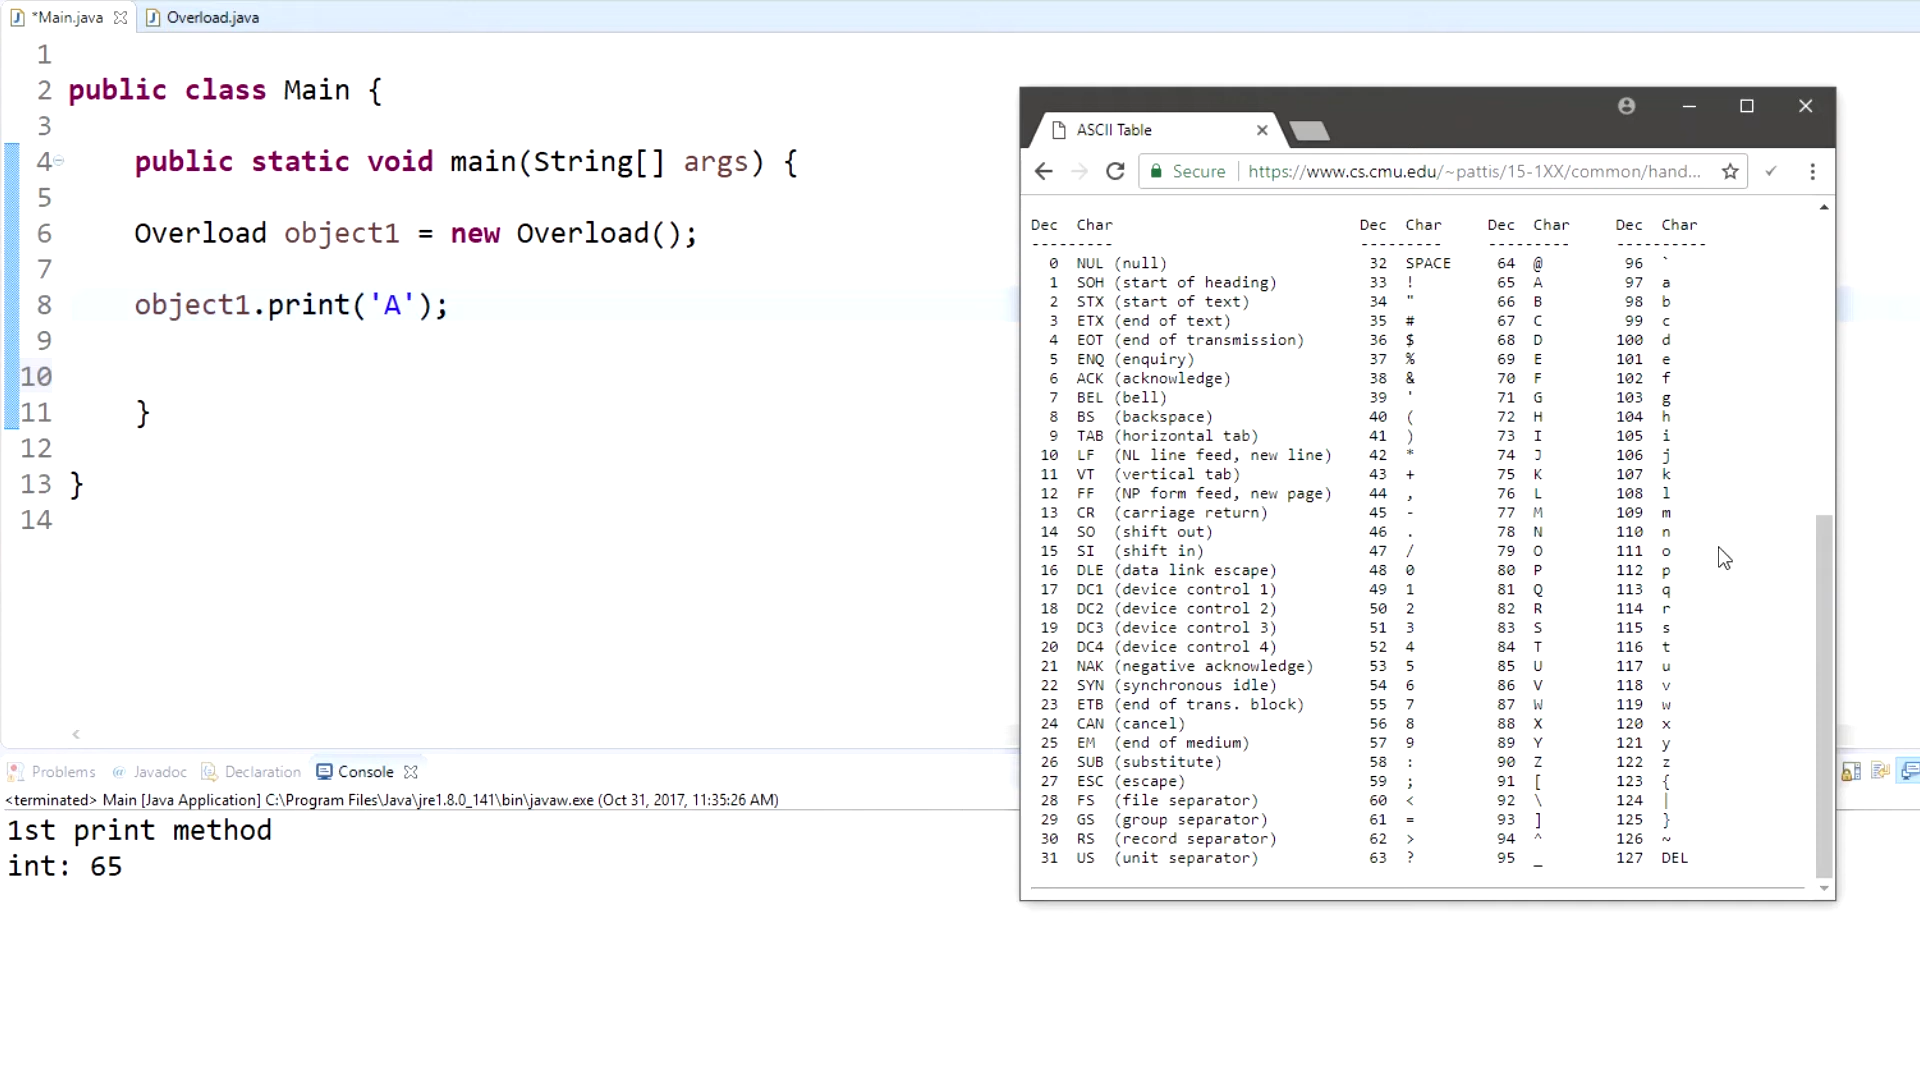 *Main.java Overload.java
1
2 public class Main {
3
4 public static void main(String[] args) {
5
6 Overload object1 = new Overload();
7
8 object1.print('A');
9
10
11 }
12
13 }
14
Problems @ Javadoc Declaration Console
<terminated> Main [Java Application] C:\Program Files\Java\jre1.8.0_141\bin\javaw.exe (Oct 31, 2017, 11:35:26 AM)
1st print method
int: 65
ASCII Table
Secure https://www.cs.cmu.edu/~pattis/15-1XX/common/hand...
Dec Char Dec Char Dec Char Dec Char
--------- --------- --------- ----------
0 NUL (null) 32 SPACE 64 @ 96 `
1 SOH (start of heading) 33 ! 65 A 97 a
2 STX (start of text) 34 " 66 B 98 b
3 ETX (end of text) 35 # 67 C 99 c
4 EOT (end of transmission) 36 $ 68 D 100 d
5 ENQ (enquiry) 37 % 69 E 101 e
6 ACK (acknowledge) 38 & 70 F 102 f
7 BEL (bell) 39 ' 71 G 103 g
8 BS (backspace) 40 ( 72 H 104 h
9 TAB (horizontal tab) 41 ) 73 I 105 i
10 LF (NL line feed, new line) 42 * 74 J 106 j
11 VT (vertical tab) 43 + 75 K 107 k
12 FF (NP form feed, new page) 44 , 76 L 108 l
13 CR (carriage return) 45 - 77 M 109 m
14 SO (shift out) 46 . 78 N 110 n
15 SI (shift in) 47 / 79 O 111 o
16 DLE (data link escape) 48 0 80 P 112 p
17 DC1 (device control 1) 49 1 81 Q 113 q
18 DC2 (device control 2) 50 2 82 R 114 r
19 DC3 (device control 3) 51 3 83 S 115 s
20 DC4 (device control 4) 52 4 84 T 116 t
21 NAK (negative acknowledge) 53 5 85 U 117 u
22 SYN (synchronous idle) 54 6 86 V 118 v
23 ETB (end of trans. block) 55 7 87 W 119 w
24 CAN (cancel) 56 8 88 X 120 x
25 EM (end of medium) 57 9 89 Y 121 y
26 SUB (substitute) 58 : 90 Z 122 z
27 ESC (escape) 59 ; 91 [ 123 {
28 FS (file separator) 60 < 92 \ 124 |
29 GS (group separator) 61 = 93 ] 125 }
30 RS (record separator) 62 > 94 ^ 126 ~
31 US (unit separator) 63 ? 95 _ 127 DEL